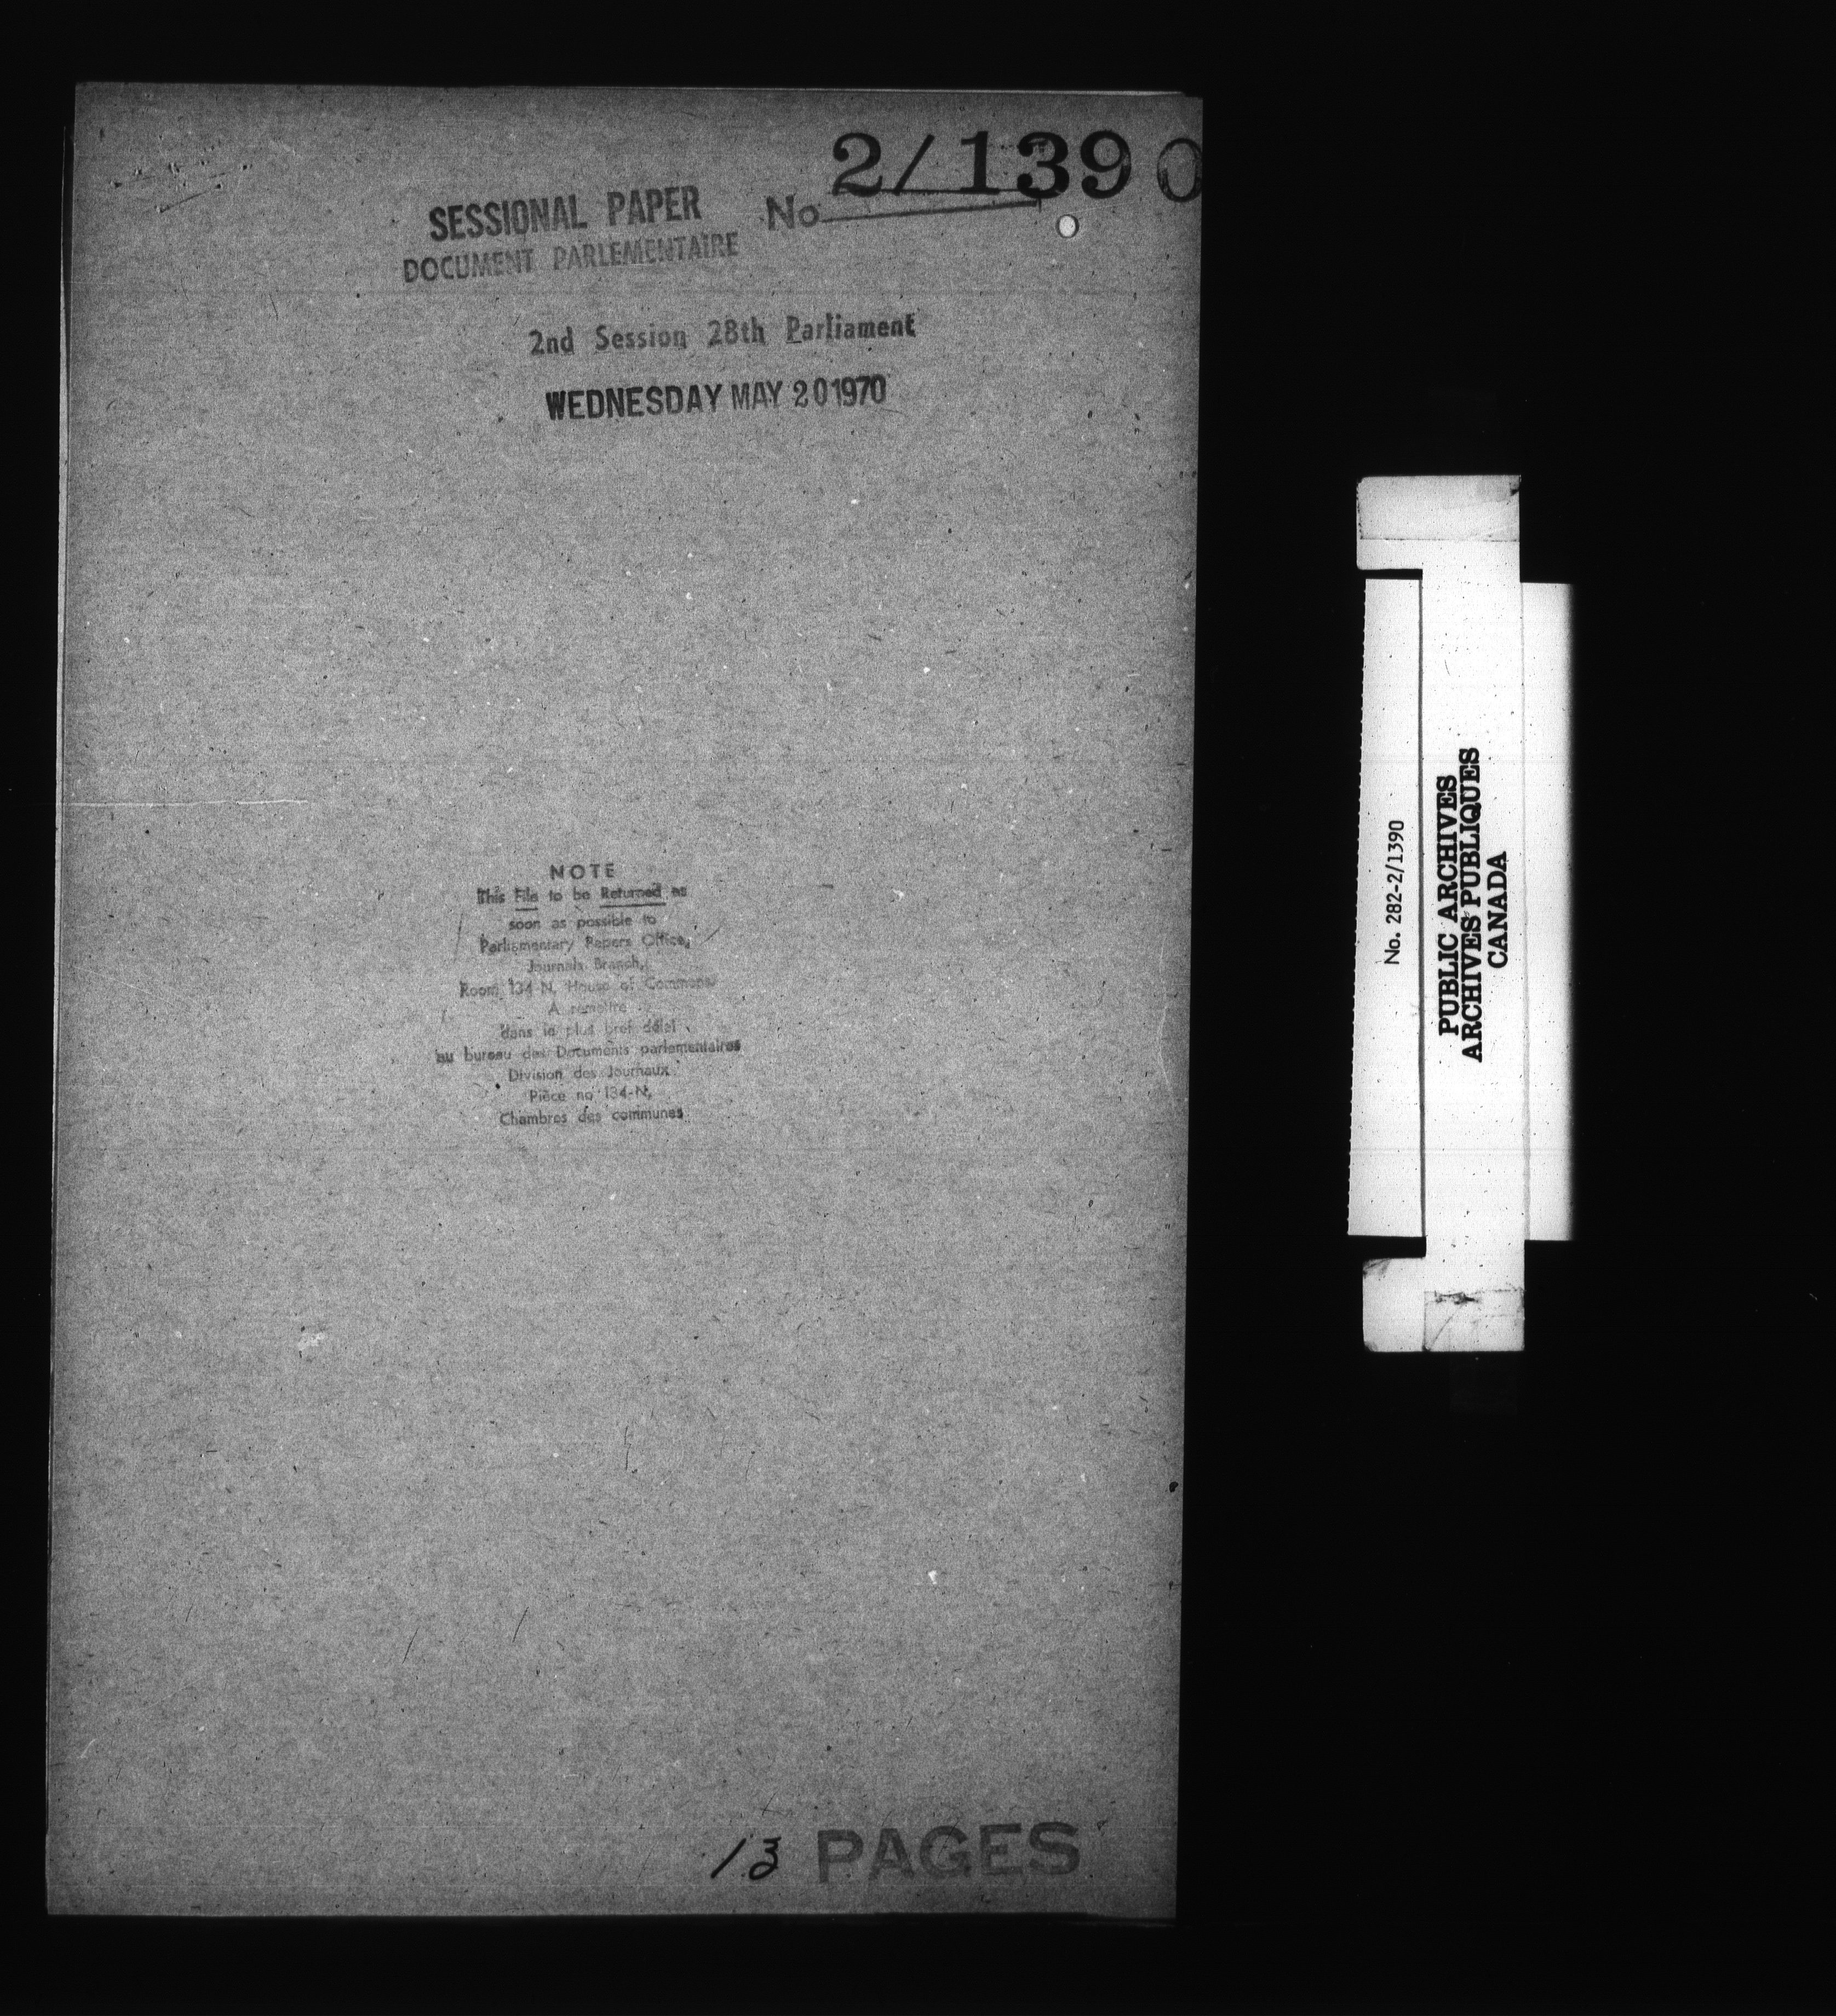 2/1390
SESSIONAL PAPER No
DOCUMENT PARLEMENTAIRE
2nd Session 28th Parliament
WEDNESDAY MAY 20 1970
NOTE
This File to be Returned as
soon as possible to
Parliamentary Papers Office,
Journals Branch,
Room 134-N, House of Commons
A remettre
dans le plus bref délai
au bureau des Documents parlementaires
Division des Journaux
Pièce no 134-N,
Chambres des communes.
13 PAGES
No. 282-2/1390
PUBLIC ARCHIVES
ARCHIVES PUBLIQUES
CANADA